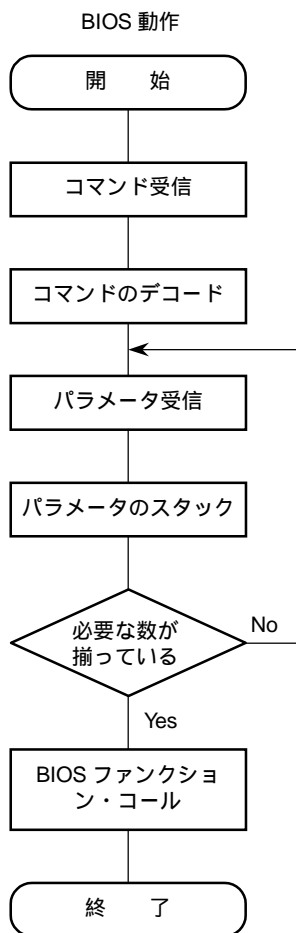 BIOS 動作
開　　始
コマンド受信
コマンドのデコード
パラメータ受信
パラメータのスタック
必要な数が
揃っている
No
Yes
BIOS ファンクショ
ン・コール
終　　了